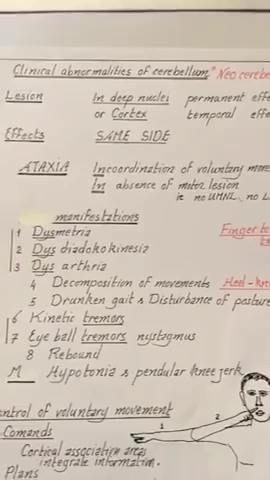 Clinical abnormalities of cerebellum" Neo cerebe
Lesion In deep nuclei permanent effe
or Cortex temporal effe
Effects SAME SIDE
ATAXIA Incoordination of voluntary move
In absence of motor lesion
ie no UMNL, no L
manifestations
1 Dysmetria Finger to
2 Dys diadokokinesia te
3 Dys arthria
4 Decomposition of movements Heel - kn
5 Drunken gait & Disturbance of posture
6 Kinetic tremors
7 Eye ball tremors nystagmus
8 Rebound
M Hypotonia & pendular knee jerk
ontrol of voluntary movement
Comands 1 2
Cortical association areas
integrate information.
Plans